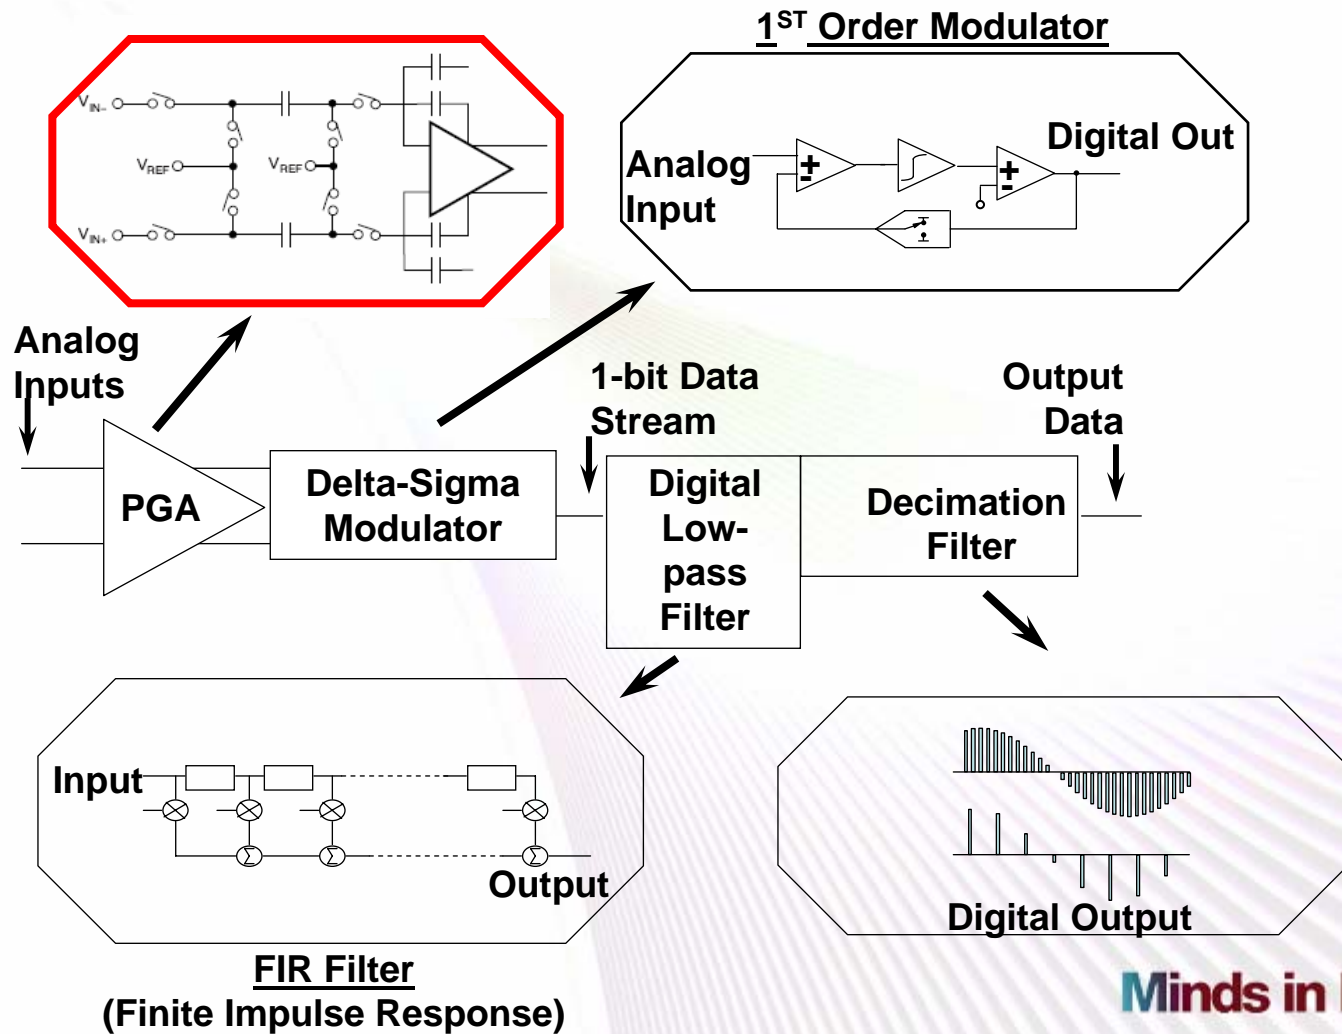 1ST Order Modulator
VIN-
VREF
VREF
VIN+
Analog
Input
Digital Out
+
-
+
-
Analog
Inputs
1-bit Data
Stream
Output
Data
PGA
Delta-Sigma
Modulator
Digital
Low-
pass
Filter
Decimation
Filter
Input
Σ
Σ
Σ
Output
Digital Output
FIR Filter
(Finite Impulse Response)
Minds in